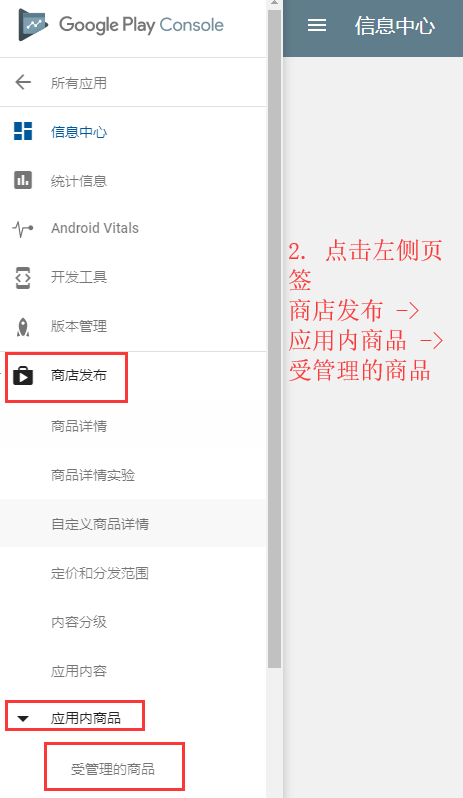 Google Play Console
信息中心
所有应用
信息中心
统计信息
Android Vitals
开发工具
版本管理
商店发布
商品详情
商品详情实验
自定义商品详情
定价和分发范围
内容分级
应用内容
应用内商品
受管理的商品
2. 点击左侧页
签
商店发布 ->
应用内商品 ->
受管理的商品